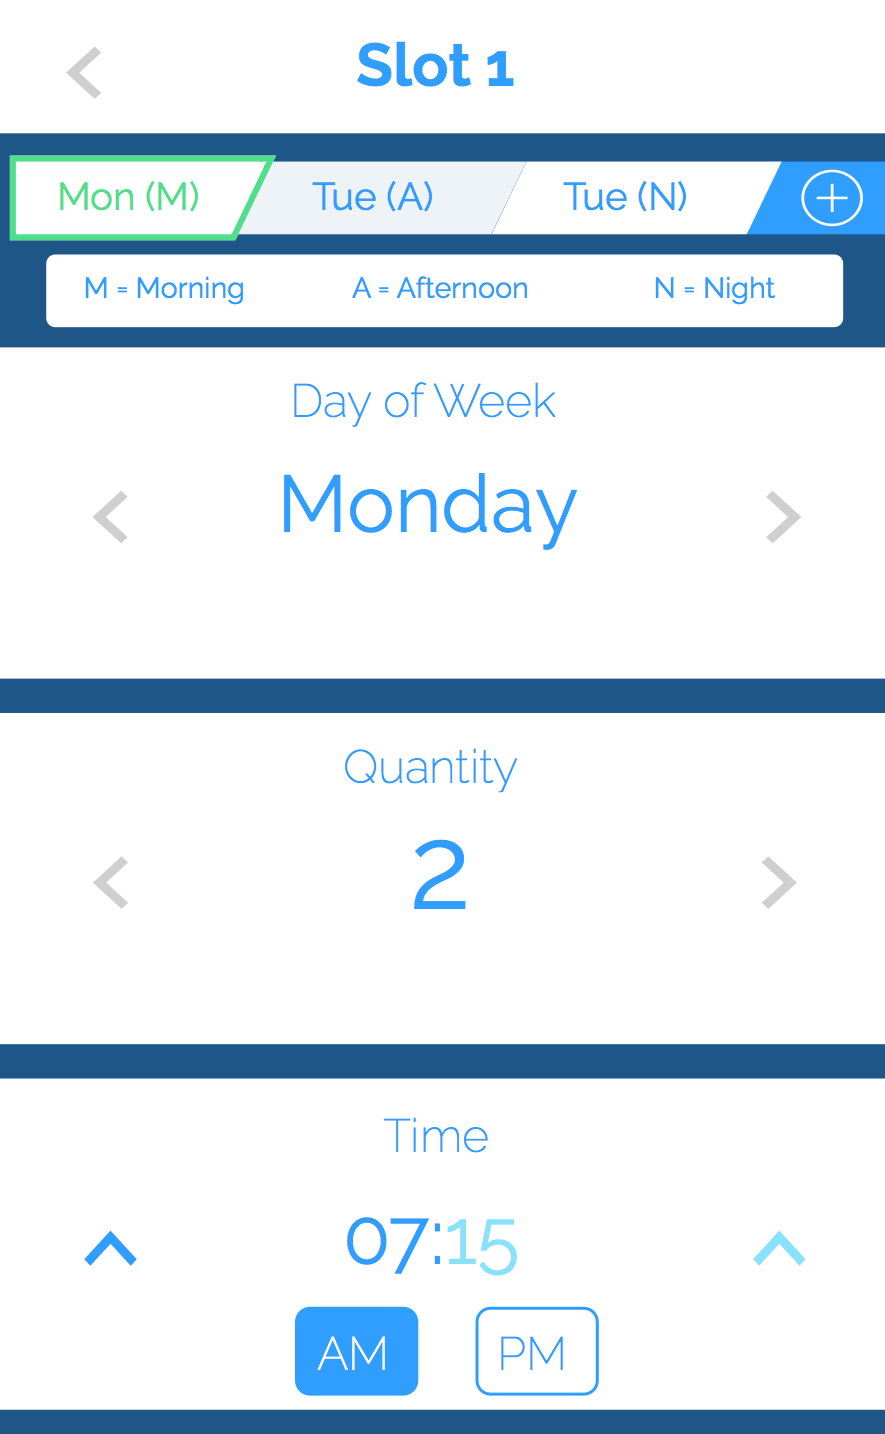 Slot 1
Mon (M) Tue (A) Tue (N)
M = Morning A = Afternoon N = Night
Day of Week
Monday
Quantity
2
Time
07:15
AM PM